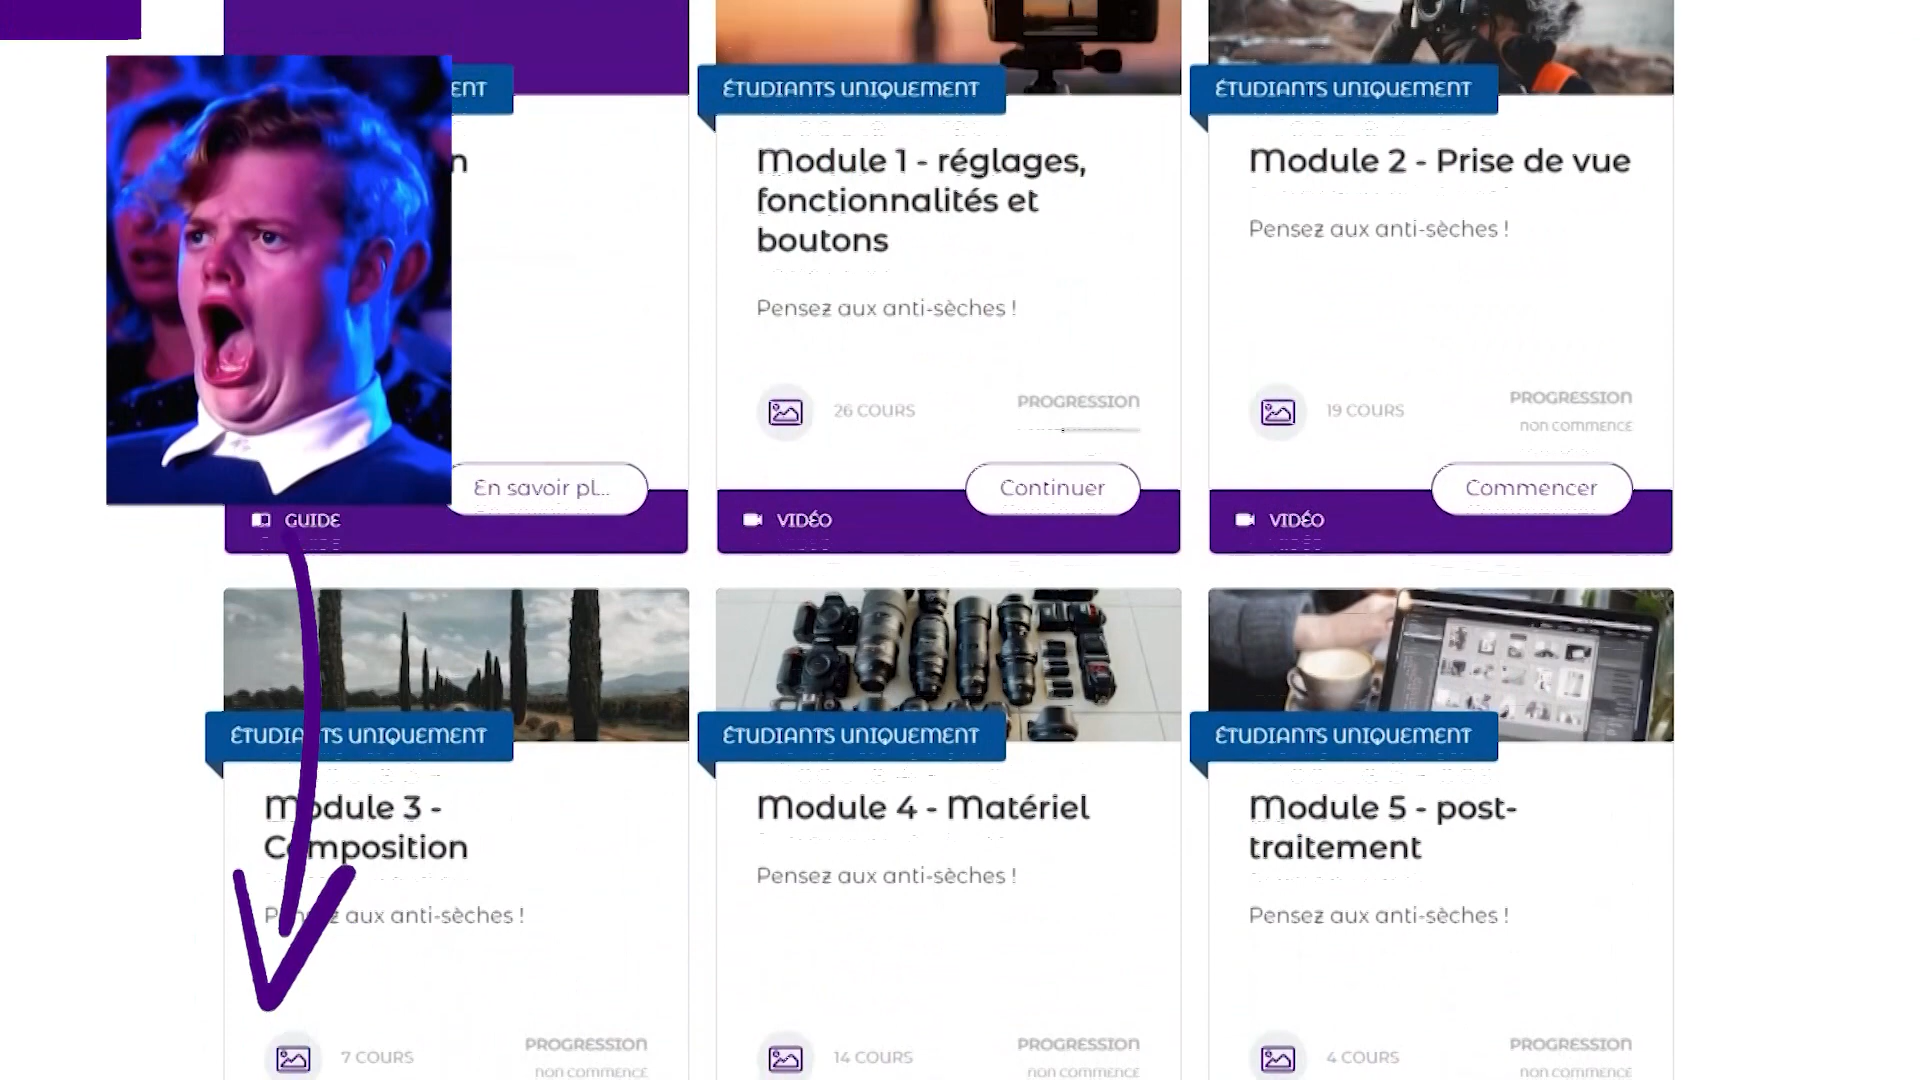 ENT
ÉTUDIANTS UNIQUEMENT
ÉTUDIANTS UNIQUEMENT
n
Module 1 - réglages,
fonctionnalités et
boutons
Pensez aux anti-sèches !
Module 2 - Prise de vue
Pensez aux anti-sèches !
26 COURS
PROGRESSION
19 COURS
PROGRESSION
NON COMMENCÉ
En savoir pl...
Continuer
Commencer
GUIDE
VIDÉO
VIDÉO
ÉTUDIANTS UNIQUEMENT
ÉTUDIANTS UNIQUEMENT
ÉTUDIANTS UNIQUEMENT
Module 3 -
Composition
Pensez aux anti-sèches !
Module 4 - Matériel
Pensez aux anti-sèches !
Module 5 - post-
traitement
Pensez aux anti-sèches !
7 COURS
PROGRESSION
NON COMMENCÉ
14 COURS
PROGRESSION
NON COMMENCÉ
4 COURS
PROGRESSION
NON COMMENCÉ